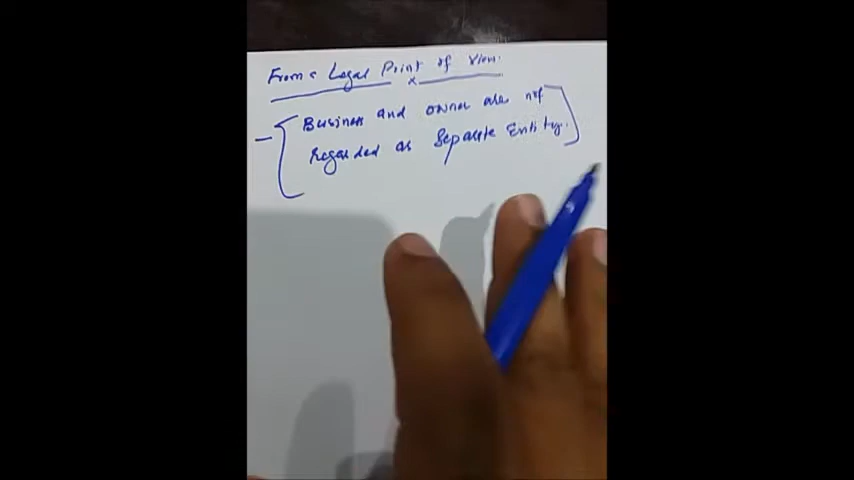 From a Legal Point of View.
x
- [ Business and owner are not ]
regarded as Separate Entity.